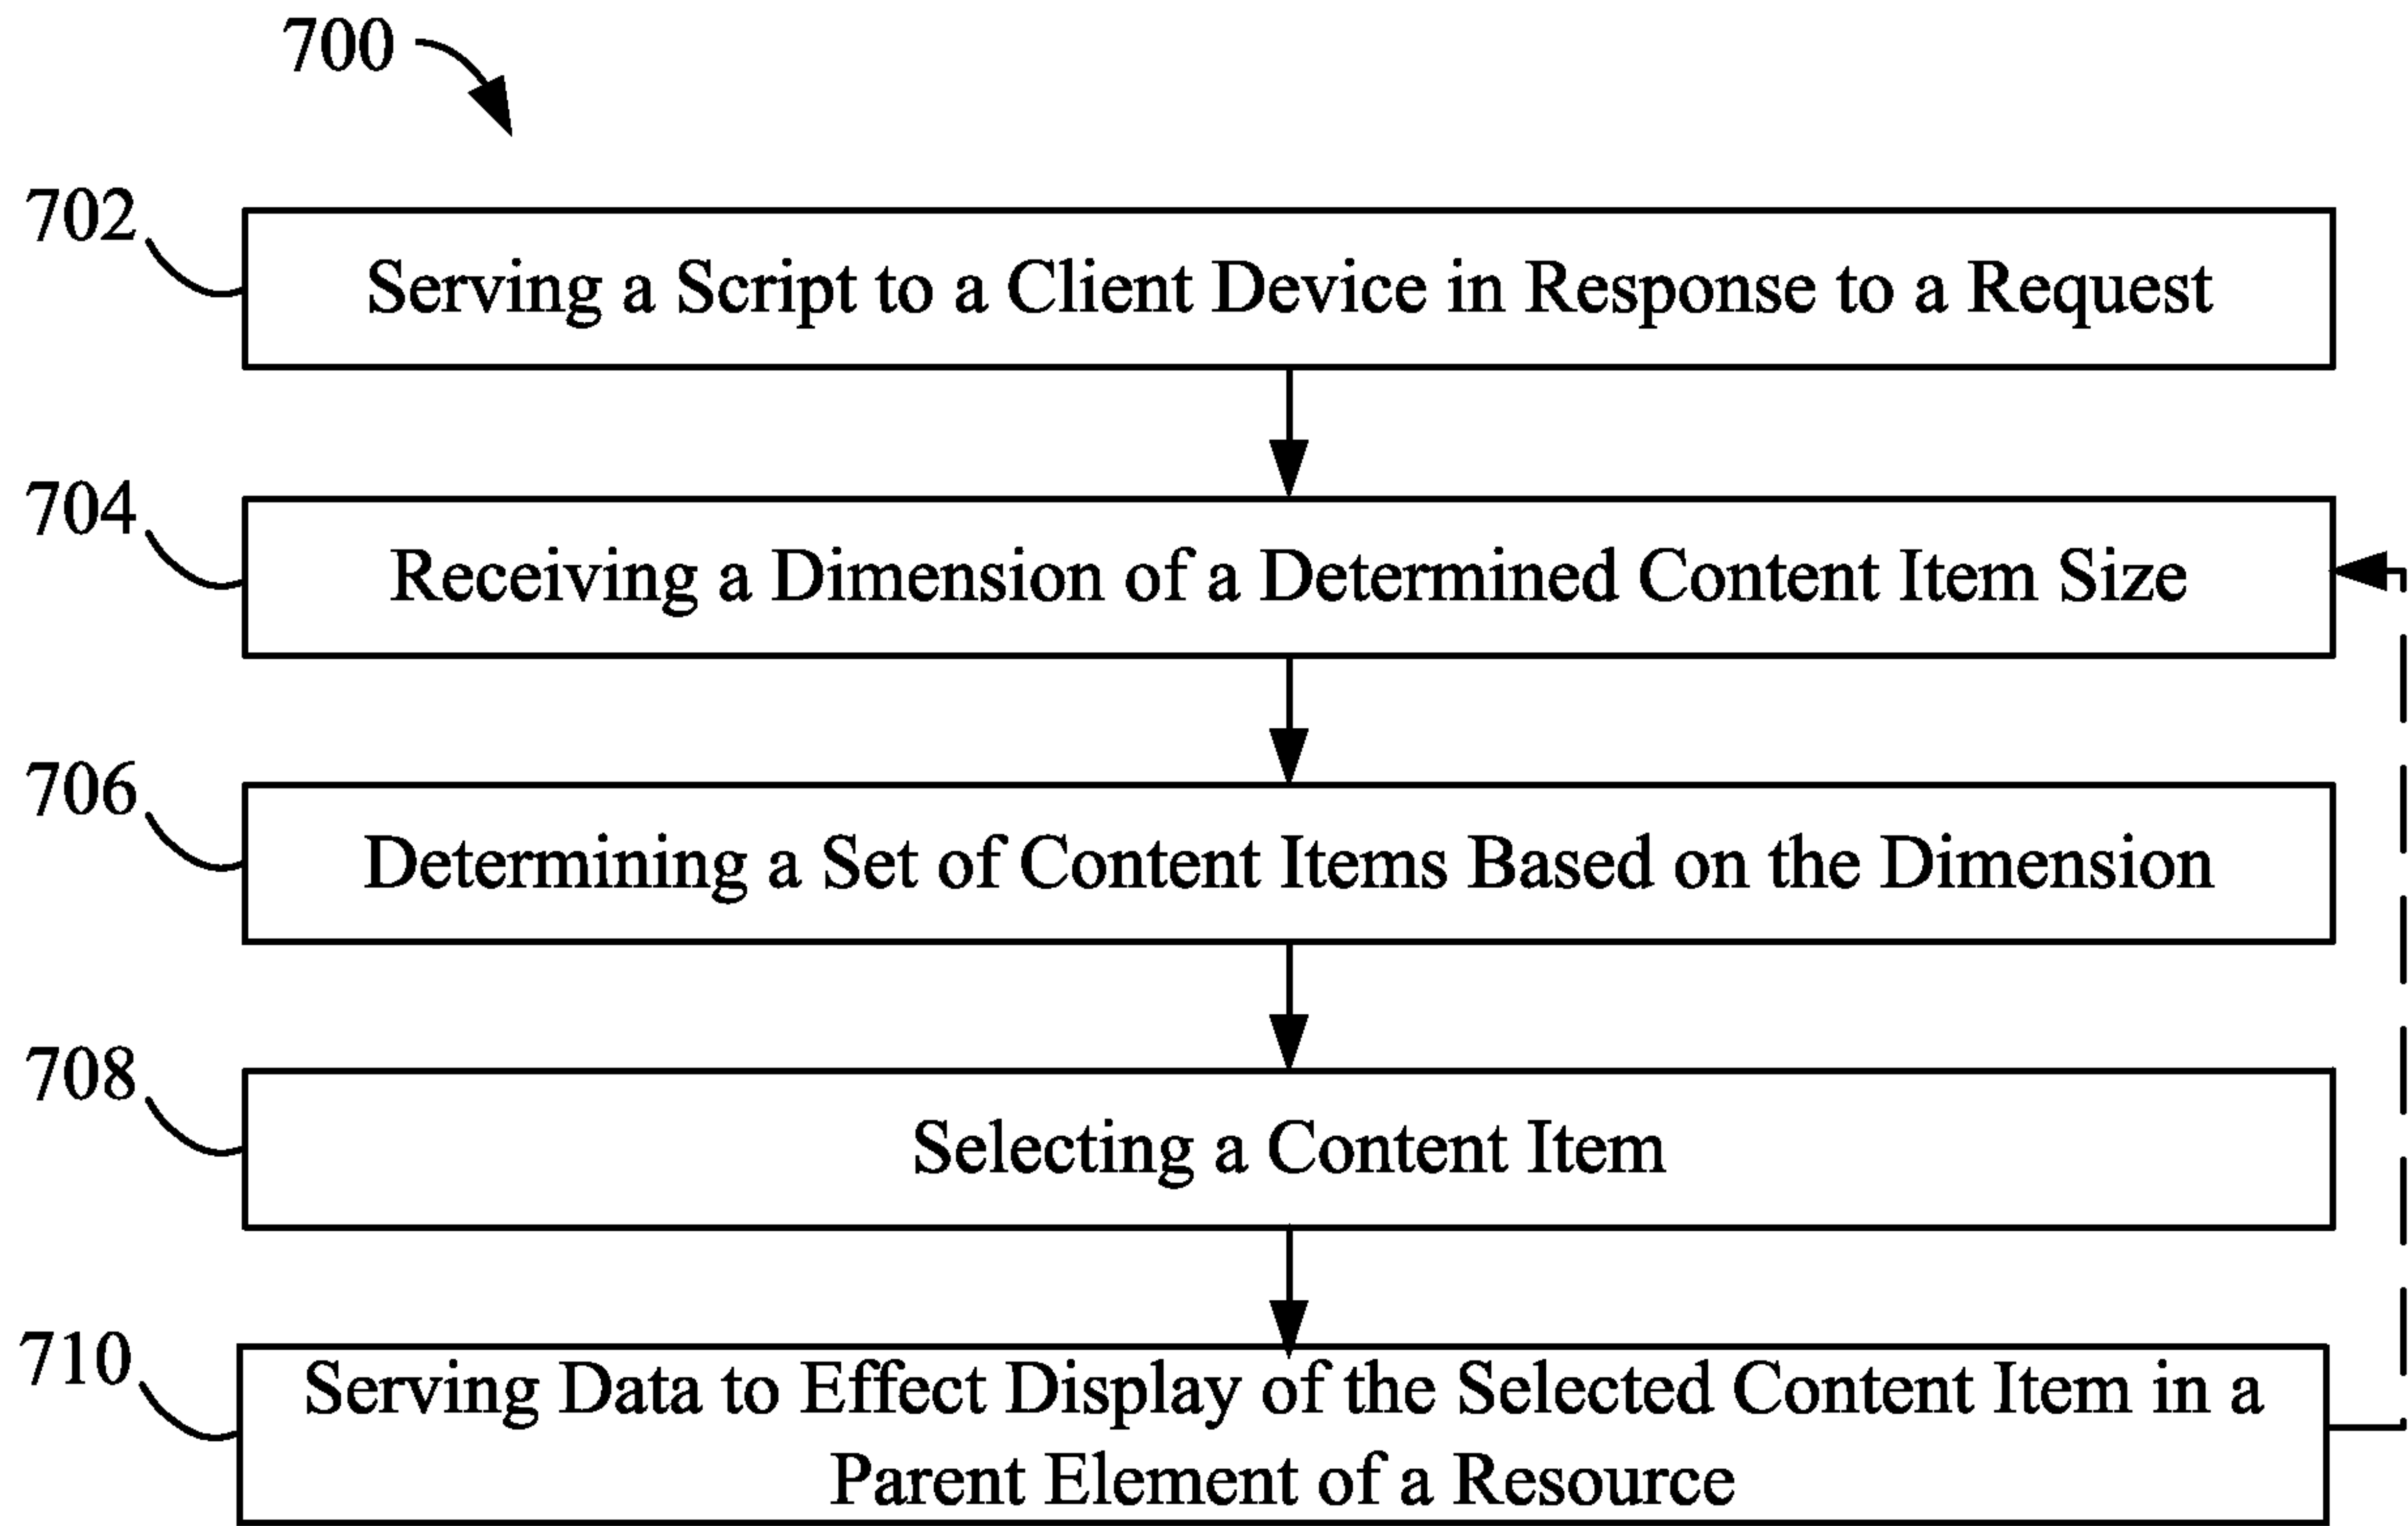 700
702
Serving a Script to a Client Device in Response to a Request
704
Receiving a Dimension of a Determined Content Item Size
706
Determining a Set of Content Items Based on the Dimension
708
Selecting a Content Item
710
Serving Data to Effect Display of the Selected Content Item in a
Parent Element of a Resource